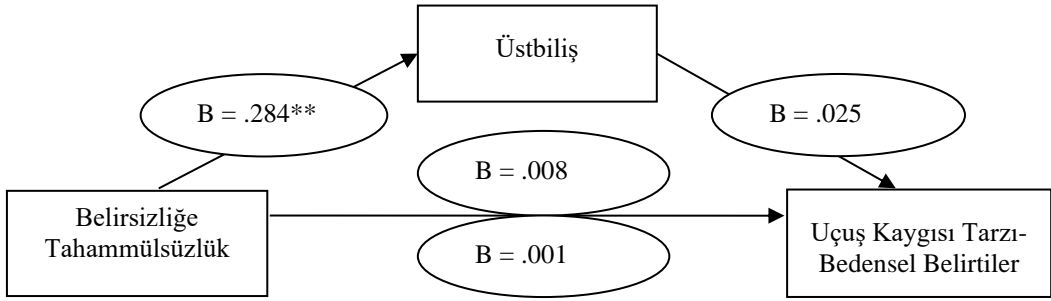 Üstbiliş
B = .284**
B = .025
B = .008
Belirsizliğe
Tahammülsüzlük
B = .001
Uçuş Kaygısı Tarzı-
Bedensel Belirtiler